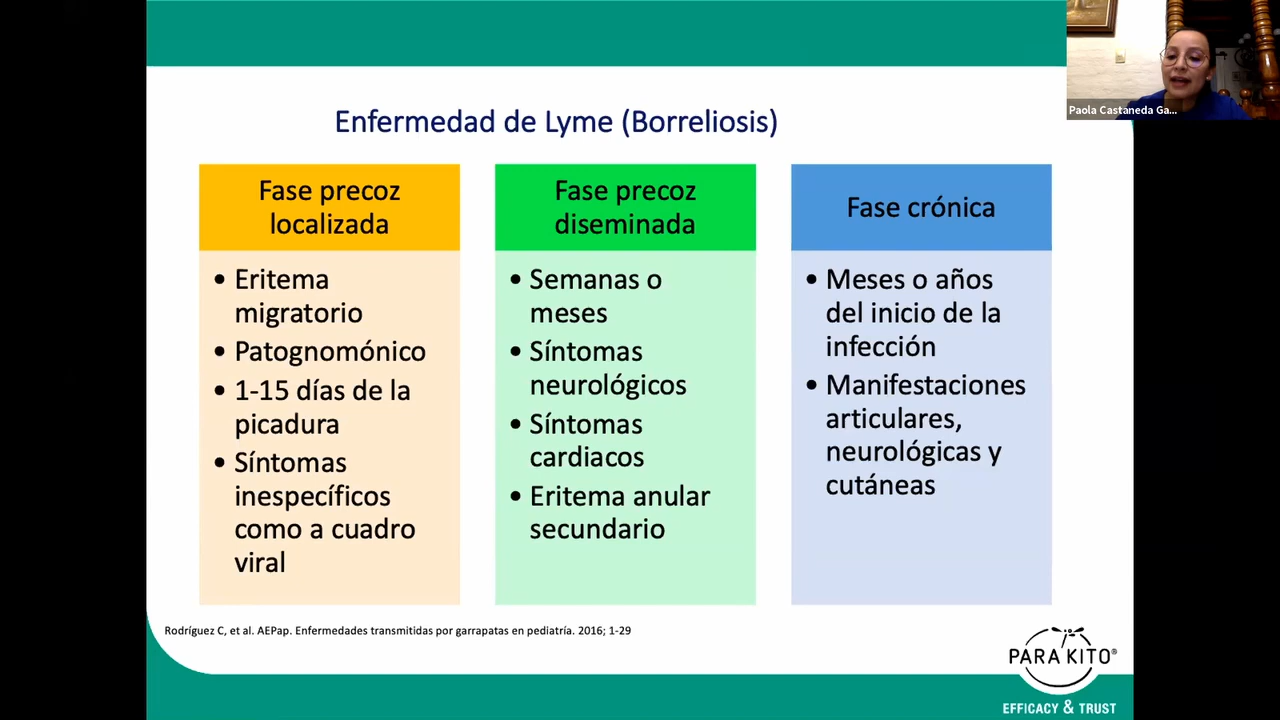 Paola Castaneda Ga...
Enfermedad de Lyme (Borreliosis)
Fase precoz
localizada
• Eritema
migratorio
• Patognomónico
• 1-15 días de la
picadura
• Síntomas
inespecíficos
como a cuadro
viral
Fase precoz
diseminada
• Semanas o
meses
• Síntomas
neurológicos
• Síntomas
cardiacos
• Eritema anular
secundario
Fase crónica
• Meses o años
del inicio de la
infección
• Manifestaciones
articulares,
neurológicas y
cutáneas
Rodríguez C, et al. AEPap. Enfermedades transmitidas por garrapatas en pediatría. 2016; 1-29
PARA KITO®
EFFICACY & TRUST